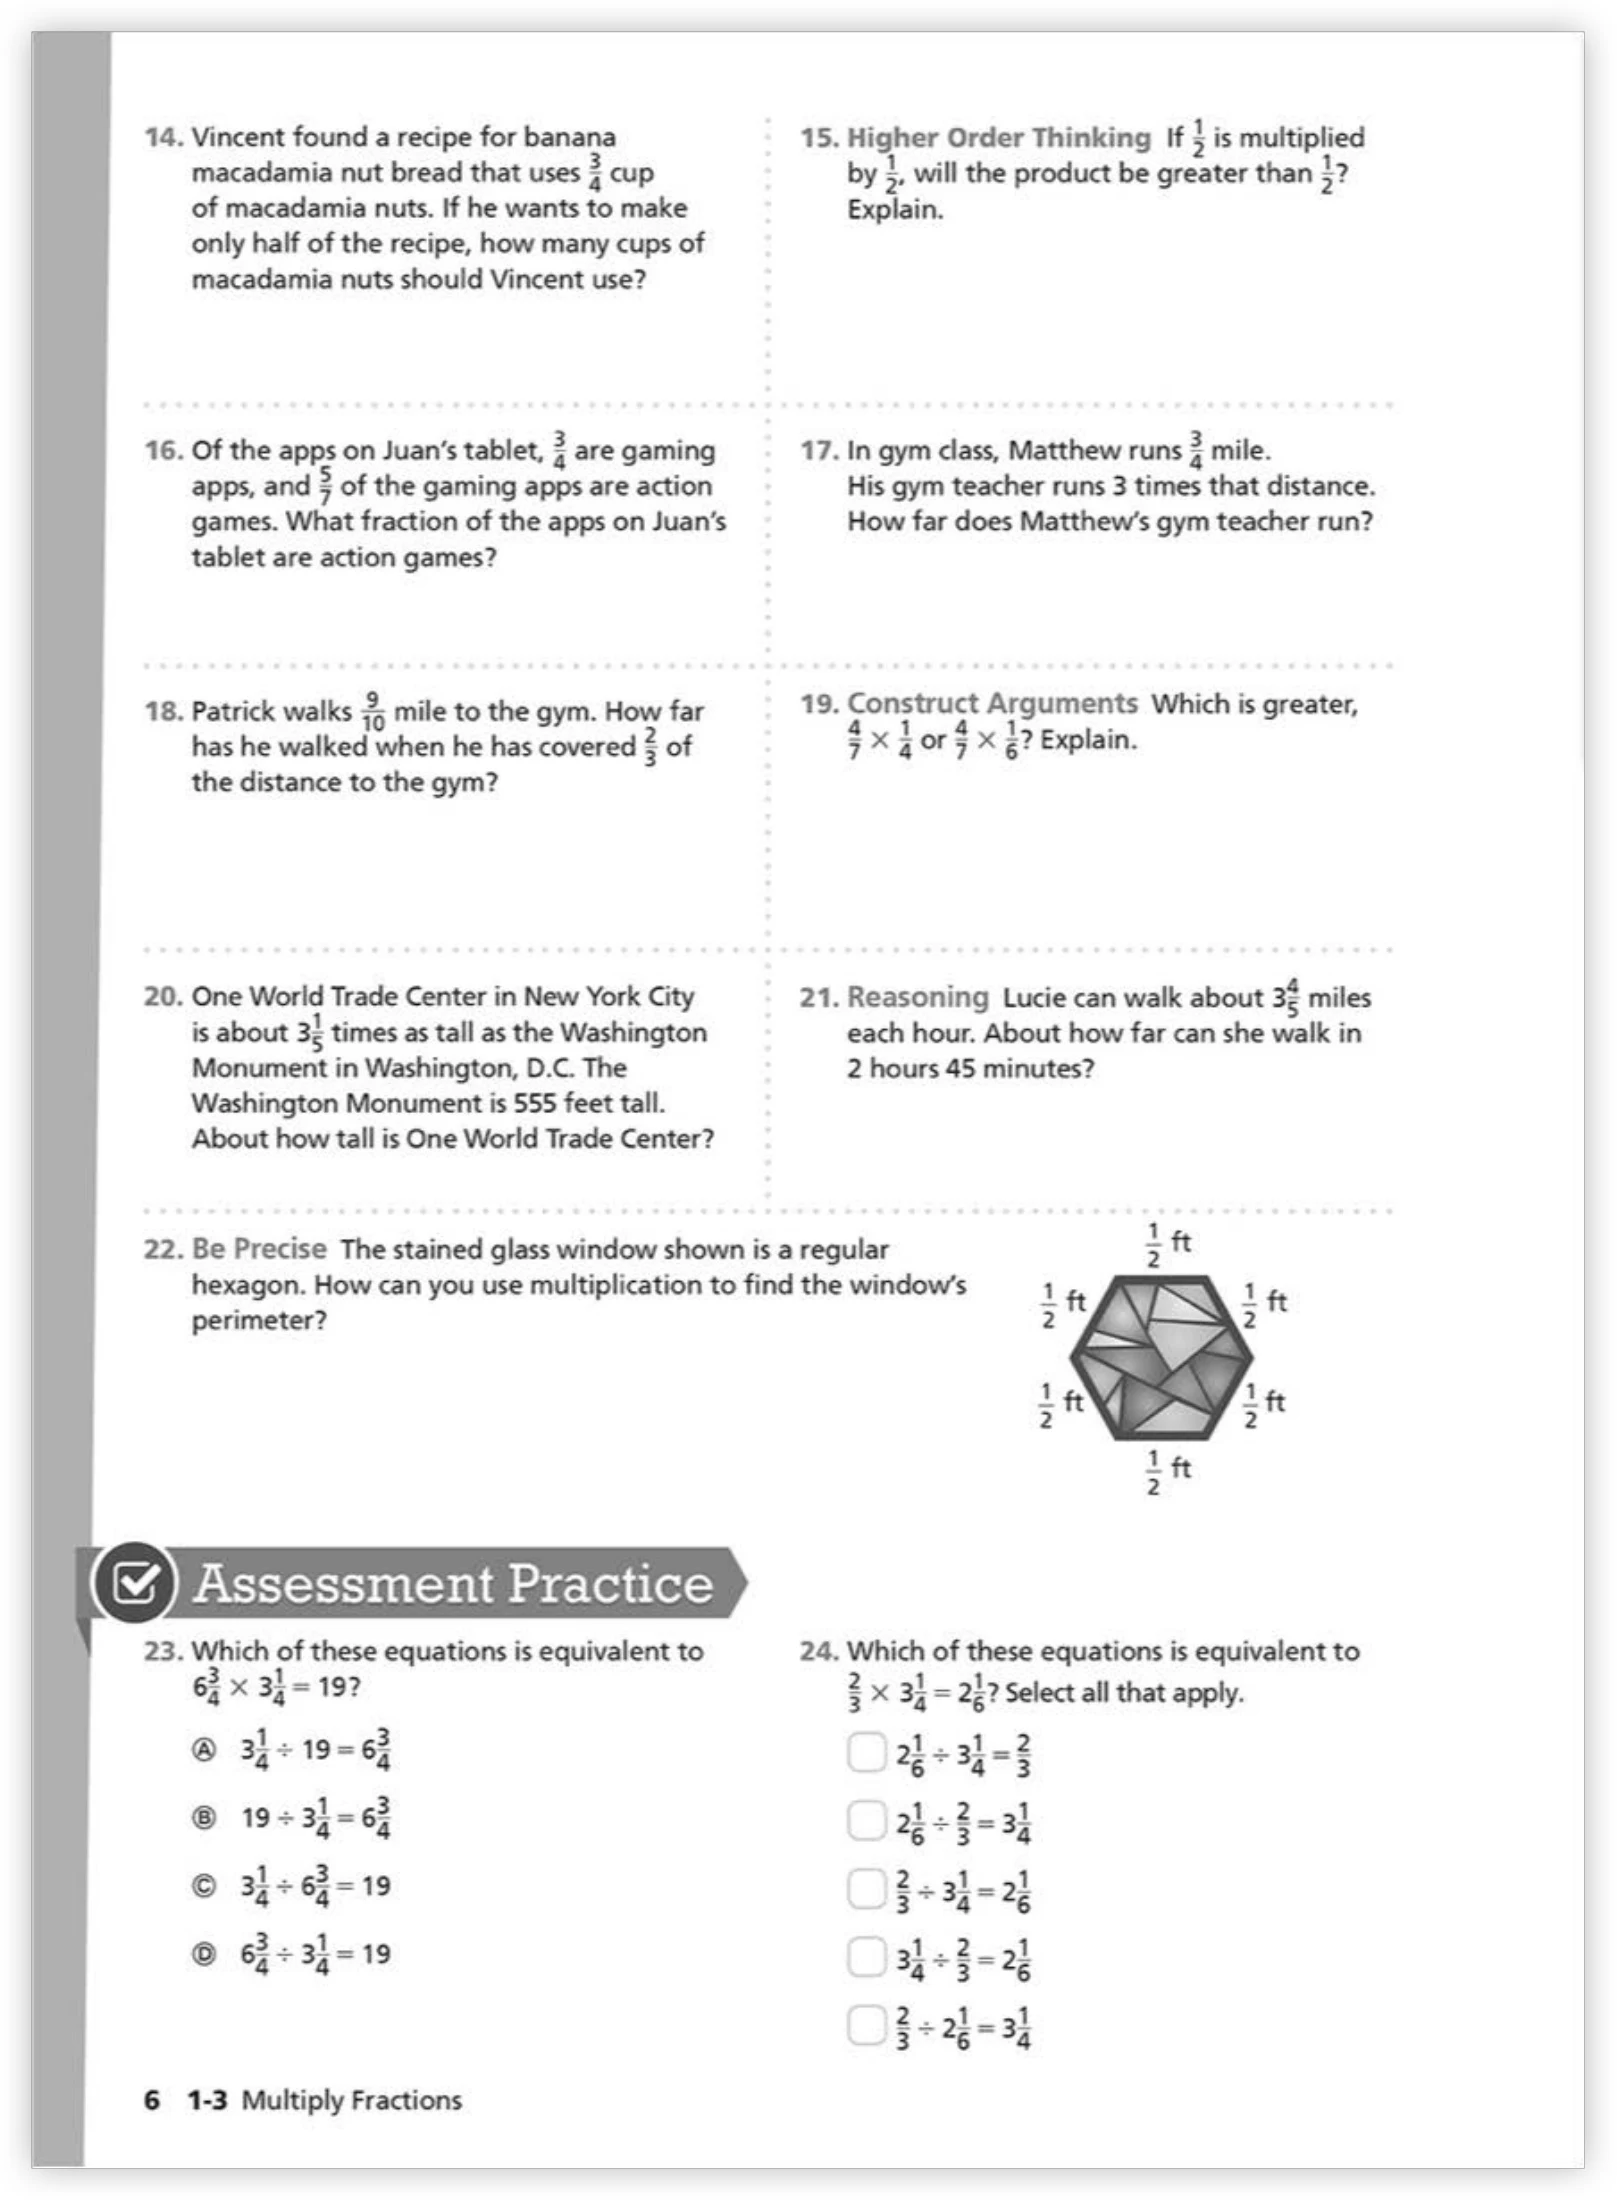 14. Vincent found a recipe for banana
macadamia nut bread that uses 3/4 cup
of macadamia nuts. If he wants to make
only half of the recipe, how many cups of
macadamia nuts should Vincent use?
15. Higher Order Thinking If 1/2 is multiplied
by 1/2, will the product be greater than 1/2?
Explain.
16. Of the apps on Juan's tablet, 3/4 are gaming
apps, and 5/7 of the gaming apps are action
games. What fraction of the apps on Juan's
tablet are action games?
17. In gym class, Matthew runs 3/4 mile.
His gym teacher runs 3 times that distance.
How far does Matthew's gym teacher run?
18. Patrick walks 9/10 mile to the gym. How far
has he walked when he has covered 2/3 of
the distance to the gym?
19. Construct Arguments Which is greater,
4/7 × 1/4 or 4/7 × 1/6? Explain.
20. One World Trade Center in New York City
is about 3 1/5 times as tall as the Washington
Monument in Washington, D.C. The
Washington Monument is 555 feet tall.
About how tall is One World Trade Center?
21. Reasoning Lucie can walk about 3 4/5 miles
each hour. About how far can she walk in
2 hours 45 minutes?
22. Be Precise The stained glass window shown is a regular
hexagon. How can you use multiplication to find the window's
perimeter?
1/2 ft
1/2 ft
1/2 ft
1/2 ft
1/2 ft
1/2 ft
Assessment Practice
23. Which of these equations is equivalent to
6 3/4 × 3 1/4 = 19?
Ⓐ 3 1/4 ÷ 19 = 6 3/4
Ⓑ 19 ÷ 3 1/4 = 6 3/4
Ⓒ 3 1/4 ÷ 6 3/4 = 19
Ⓓ 6 3/4 ÷ 3 1/4 = 19
24. Which of these equations is equivalent to
2/3 × 3 1/4 = 2 1/6? Select all that apply.
2 1/6 ÷ 3 1/4 = 2/3
2 1/6 ÷ 2/3 = 3 1/4
2/3 ÷ 3 1/4 = 2 1/6
3 1/4 ÷ 2/3 = 2 1/6
2/3 ÷ 2 1/6 = 3 1/4
6 1-3 Multiply Fractions